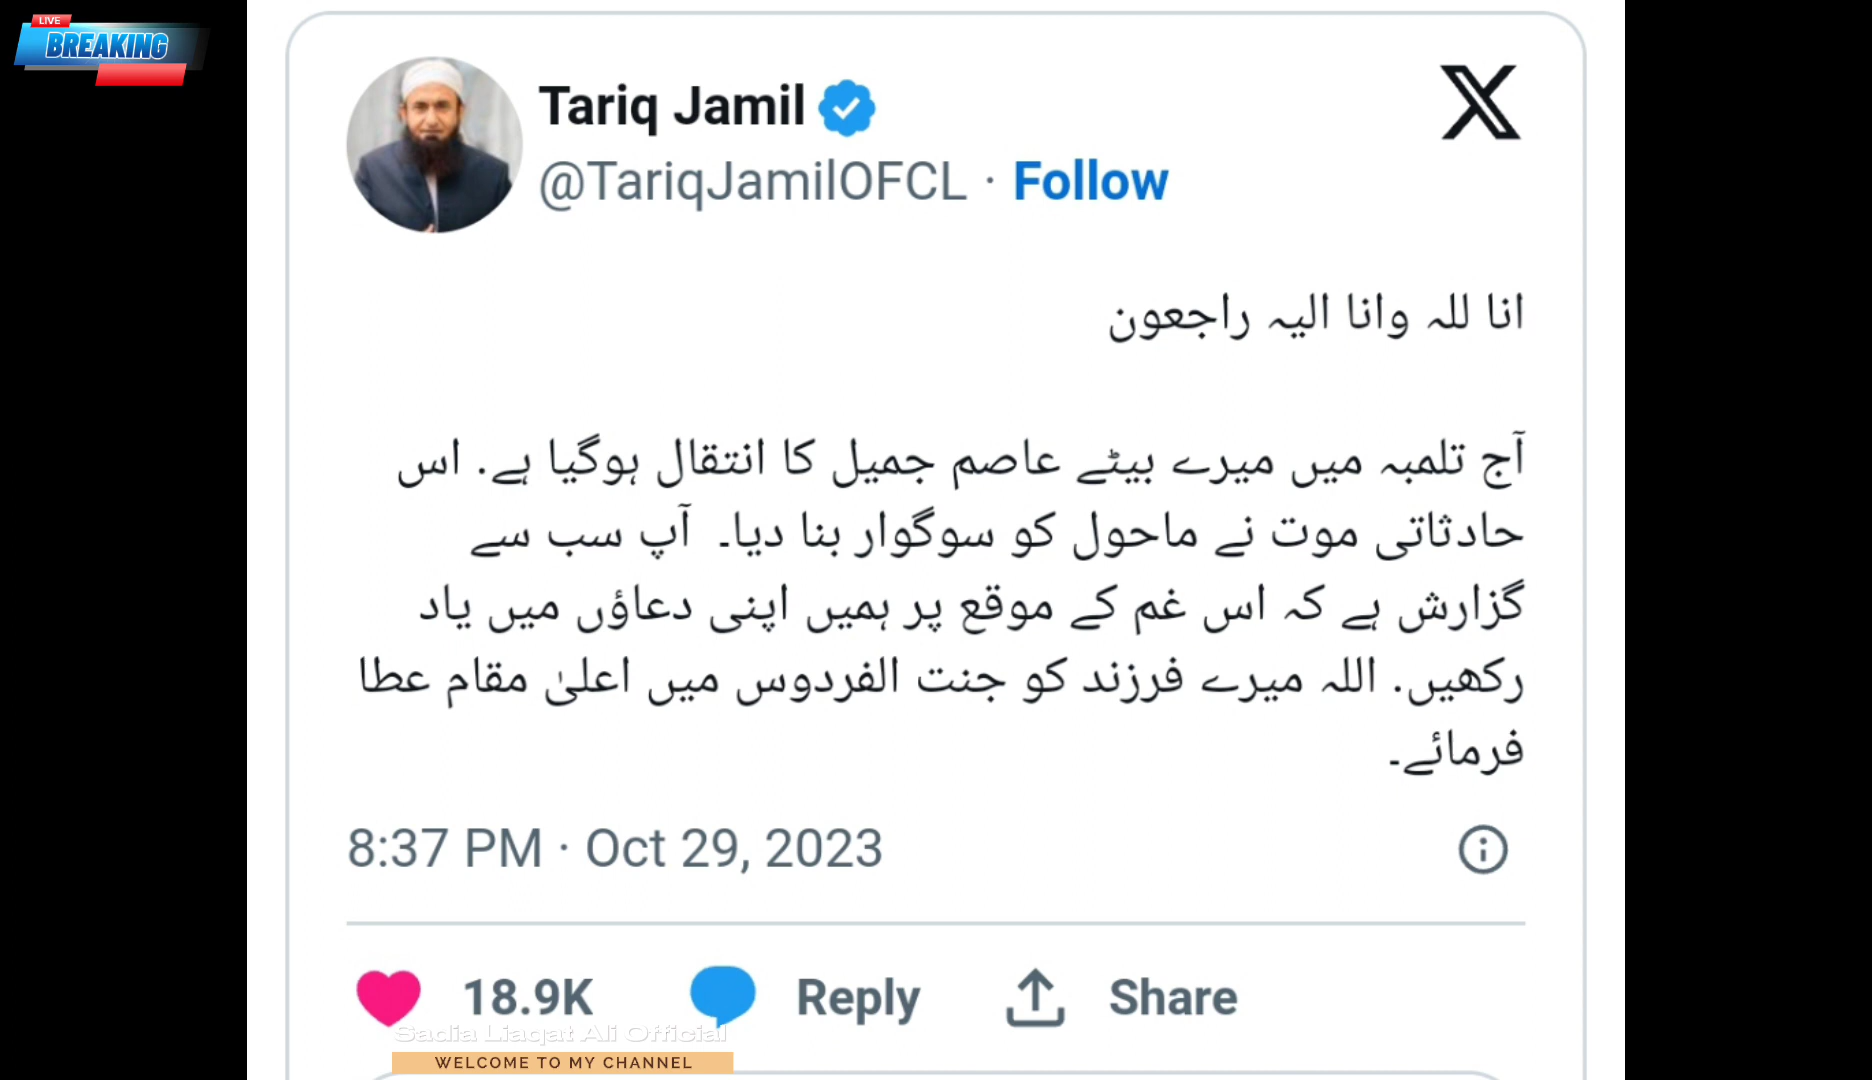 LIVE
BREAKING
Tariq Jamil
@TariqJamilOFCL · Follow
انا للہ وانا الیہ راجعون
آج تلمبہ میں میرے بیٹے عاصم جمیل کا انتقال ہوگیا ہے. اس
حادثاتی موت نے ماحول کو سوگوار بنا دیا۔ آپ سب سے
گزارش ہے کہ اس غم کے موقع پر ہمیں اپنی دعاؤں میں یاد
رکھیں. اللہ میرے فرزند کو جنت الفردوس میں اعلیٰ مقام عطا
فرمائے۔
8:37 PM · Oct 29, 2023
18.9K Reply Share
Sadia Liaqat Ali Official
WELCOME TO MY CHANNEL